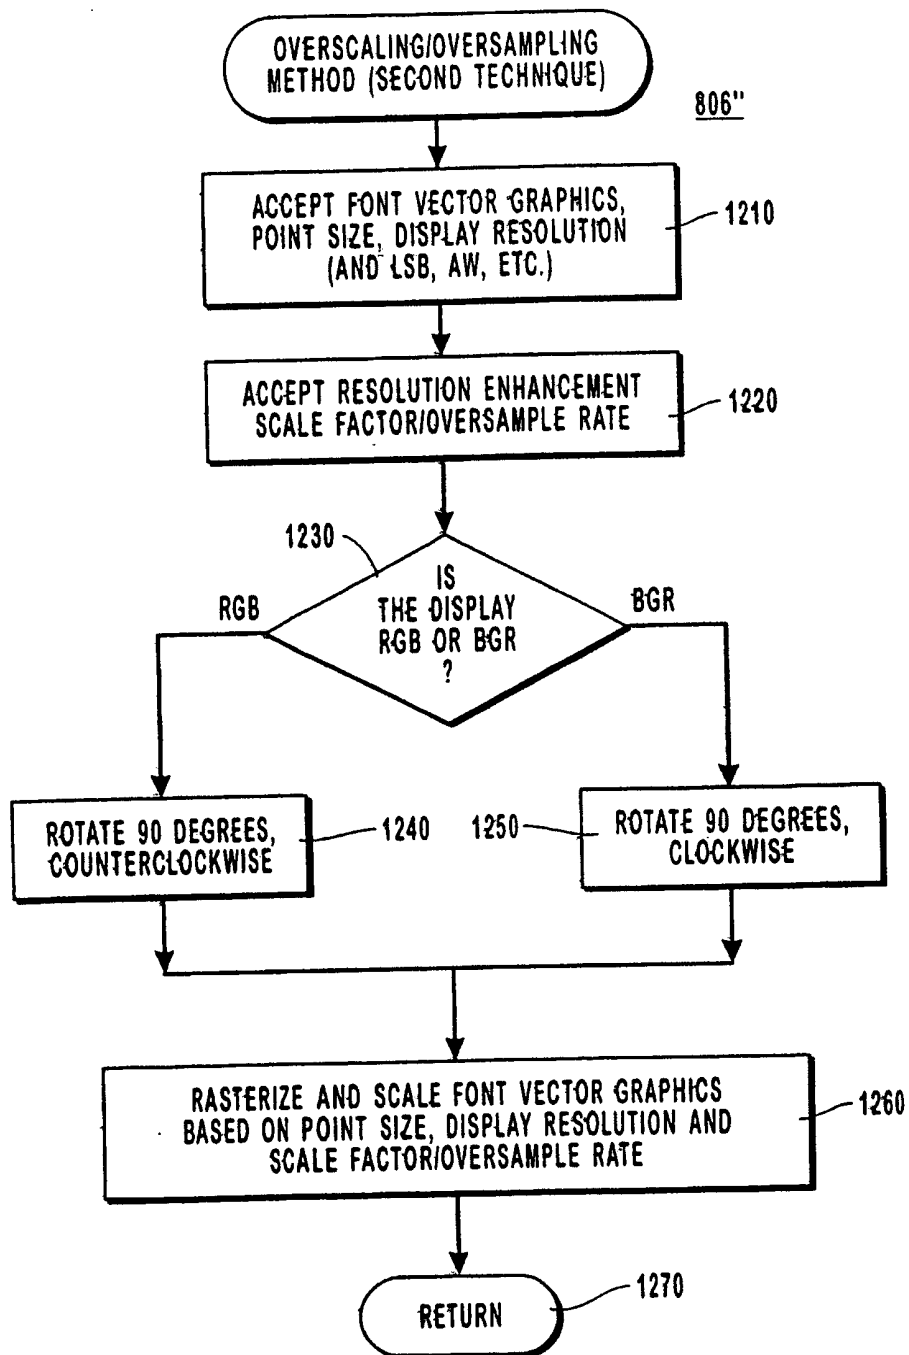 OVERSCALING/OVERSAMPLING
METHOD (SECOND TECHNIQUE)
806"
ACCEPT FONT VECTOR GRAPHICS,
POINT SIZE, DISPLAY RESOLUTION
(AND LSB, AW, ETC.)
1210
ACCEPT RESOLUTION ENHANCEMENT
SCALE FACTOR/OVERSAMPLE RATE
1220
1230
IS
THE DISPLAY
RGB OR BGR
?
RGB
BGR
ROTATE 90 DEGREES,
COUNTERCLOCKWISE
1240
1250
ROTATE 90 DEGREES,
CLOCKWISE
RASTERIZE AND SCALE FONT VECTOR GRAPHICS
BASED ON POINT SIZE, DISPLAY RESOLUTION AND
SCALE FACTOR/OVERSAMPLE RATE
1260
RETURN
1270